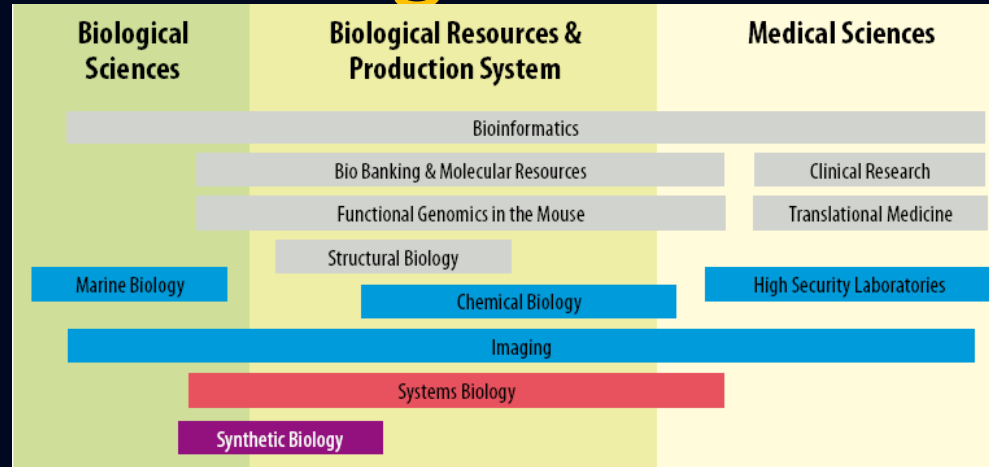 Biological
Sciences
Biological Resources &
Production System
Medical Sciences
Bioinformatics
Bio Banking & Molecular Resources
Clinical Research
Functional Genomics in the Mouse
Translational Medicine
Structural Biology
Marine Biology
High Security Laboratories
Chemical Biology
Imaging
Systems Biology
Synthetic Biology